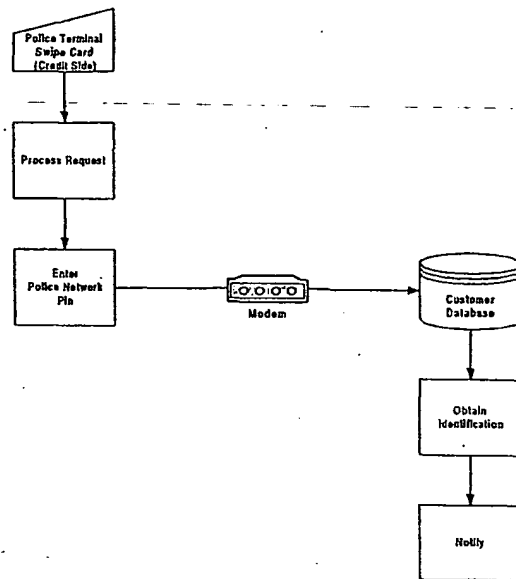 Police Terminal
Swipe Card
(Credit Side)
Process Request
Enter
Police Network
Pin
Modem
Customer
Database
Obtain
Identification
Notify